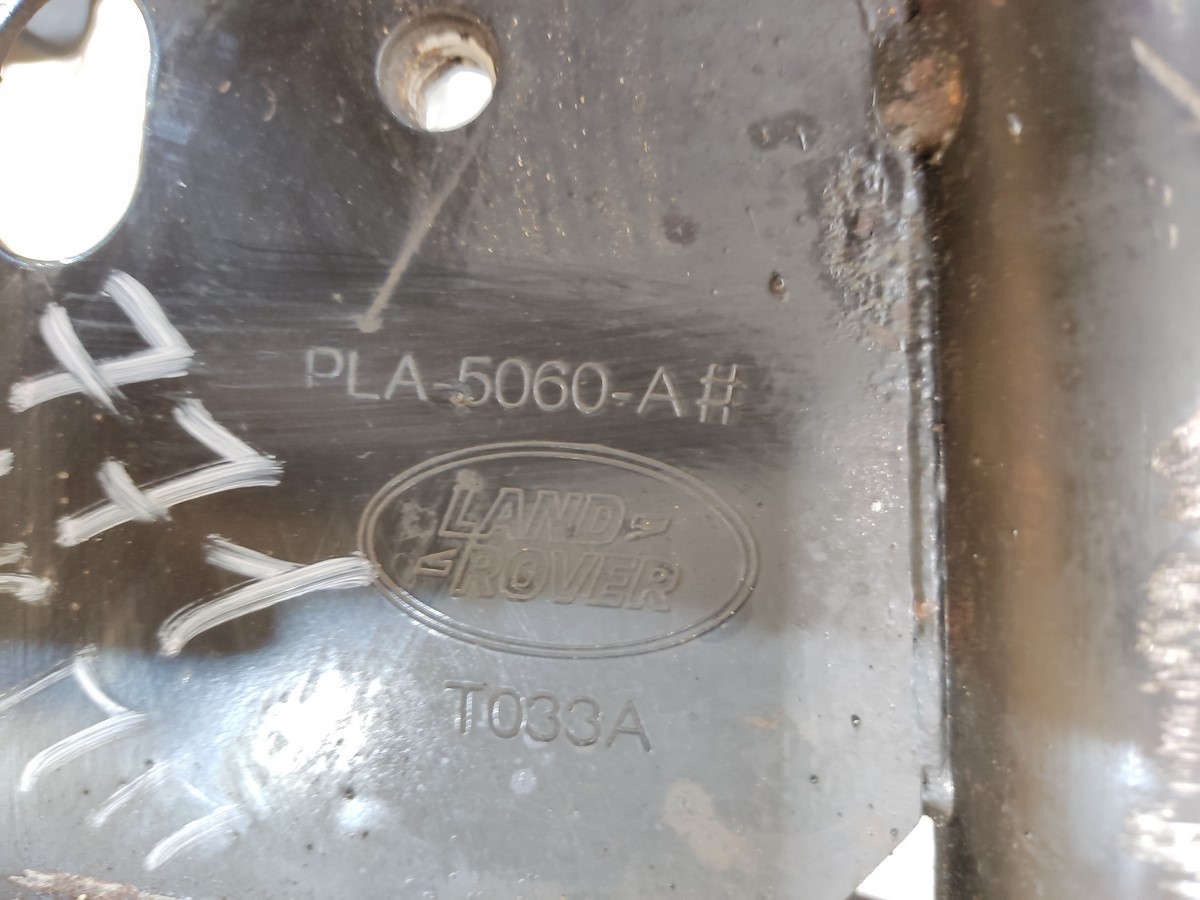 PLA-5060-A#
LAND
ROVER
T033A